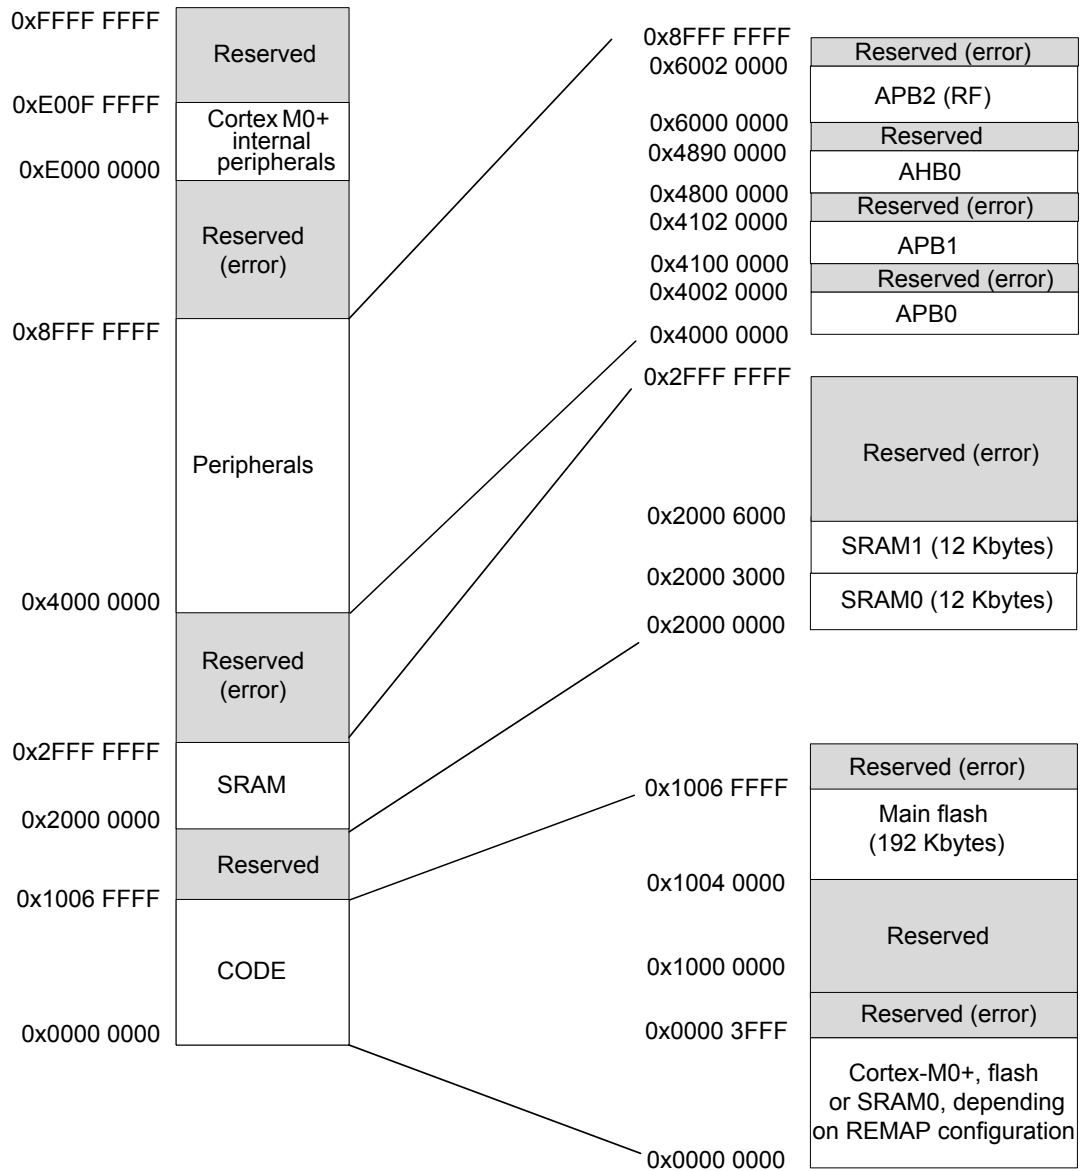 0xFFFF FFFF
Reserved
0xE00F FFFF
Cortex M0+
internal
peripherals
0xE000 0000
Reserved
(error)
0x8FFF FFFF
Peripherals
0x4000 0000
Reserved
(error)
0x2FFF FFFF
SRAM
0x2000 0000
Reserved
0x1006 FFFF
CODE
0x0000 0000
0x8FFF FFFF
Reserved (error)
0x6002 0000
APB2 (RF)
0x6000 0000
Reserved
0x4890 0000
AHB0
0x4800 0000
Reserved (error)
0x4102 0000
APB1
0x4100 0000
Reserved (error)
0x4002 0000
APB0
0x4000 0000
0x2FFF FFFF
Reserved (error)
0x2000 6000
SRAM1 (12 Kbytes)
0x2000 3000
SRAM0 (12 Kbytes)
0x2000 0000
Reserved (error)
0x1006 FFFF
Main flash
(192 Kbytes)
0x1004 0000
Reserved
0x1000 0000
Reserved (error)
0x0000 3FFF
Cortex-M0+, flash
or SRAM0, depending
on REMAP configuration
0x0000 0000